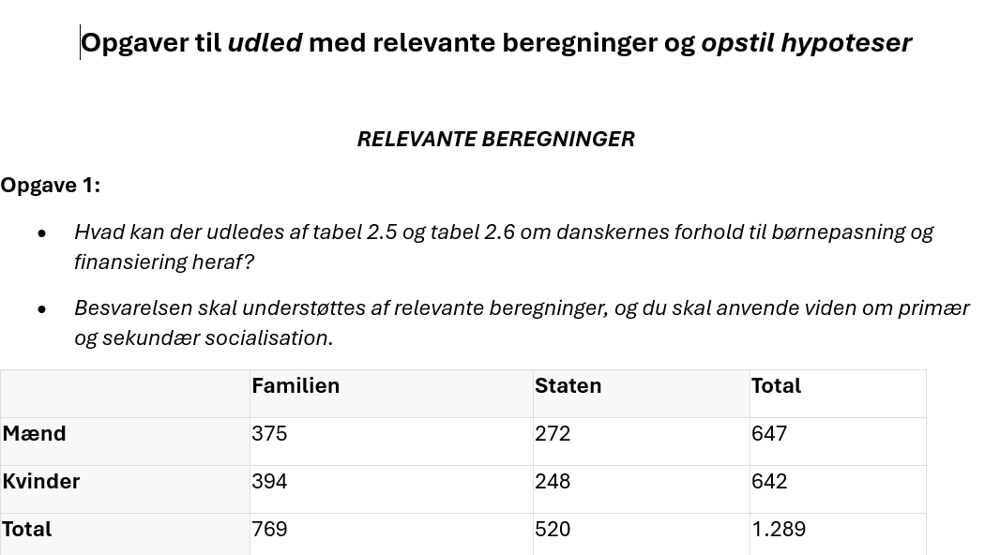 Opgaver til udled med relevante beregninger og opstil hypoteser
RELEVANTE BEREGNINGER
Opgave 1:
• Hvad kan der udledes af tabel 2.5 og tabel 2.6 om danskernes forhold til børnepasning og
finansiering heraf?
• Besvarelsen skal understøttes af relevante beregninger, og du skal anvende viden om primær
og sekundær socialisation.
Familien Staten Total
Mænd 375 272 647
Kvinder 394 248 642
Total 769 520 1.289